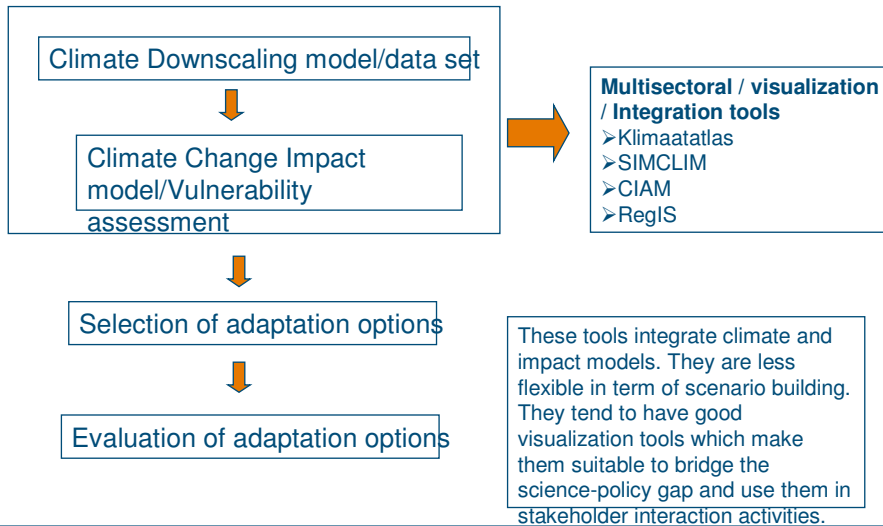 Climate Downscaling model/data set
Climate Change Impact
model/Vulnerability
assessment
Selection of adaptation options
Evaluation of adaptation options
Multisectoral / visualization
/ Integration tools
➢Klimaatatlas
➢SIMCLIM
➢CIAM
➢RegIS
These tools integrate climate and
impact models. They are less
flexible in term of scenario building.
They tend to have good
visualization tools which make
them suitable to bridge the
science-policy gap and use them in
stakeholder interaction activities.